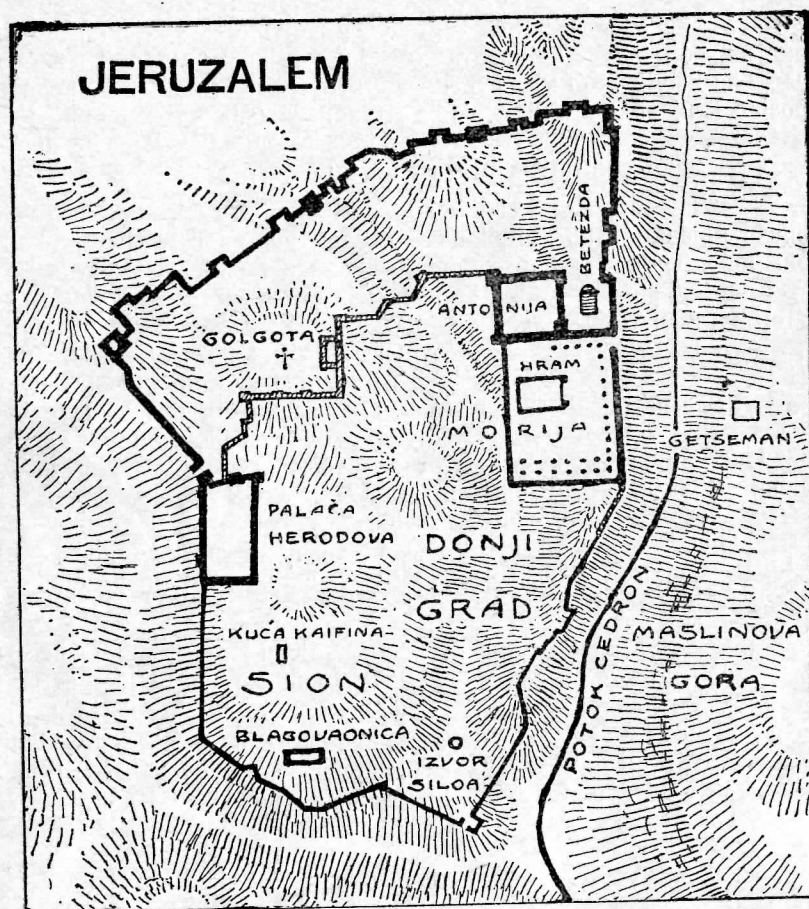 JERUZALEM
BETEZDA
ANTONIJA
GOLGOTA
HRAM
MORIJA
GETSEMAN
PALAČA
HERODOVA
DONJI
GRAD
POTOK CEDRON
MASLINOVA
GORA
KUĆA KAIFINA
SION
BLAGOVAONICA
IZVOR
SILOA